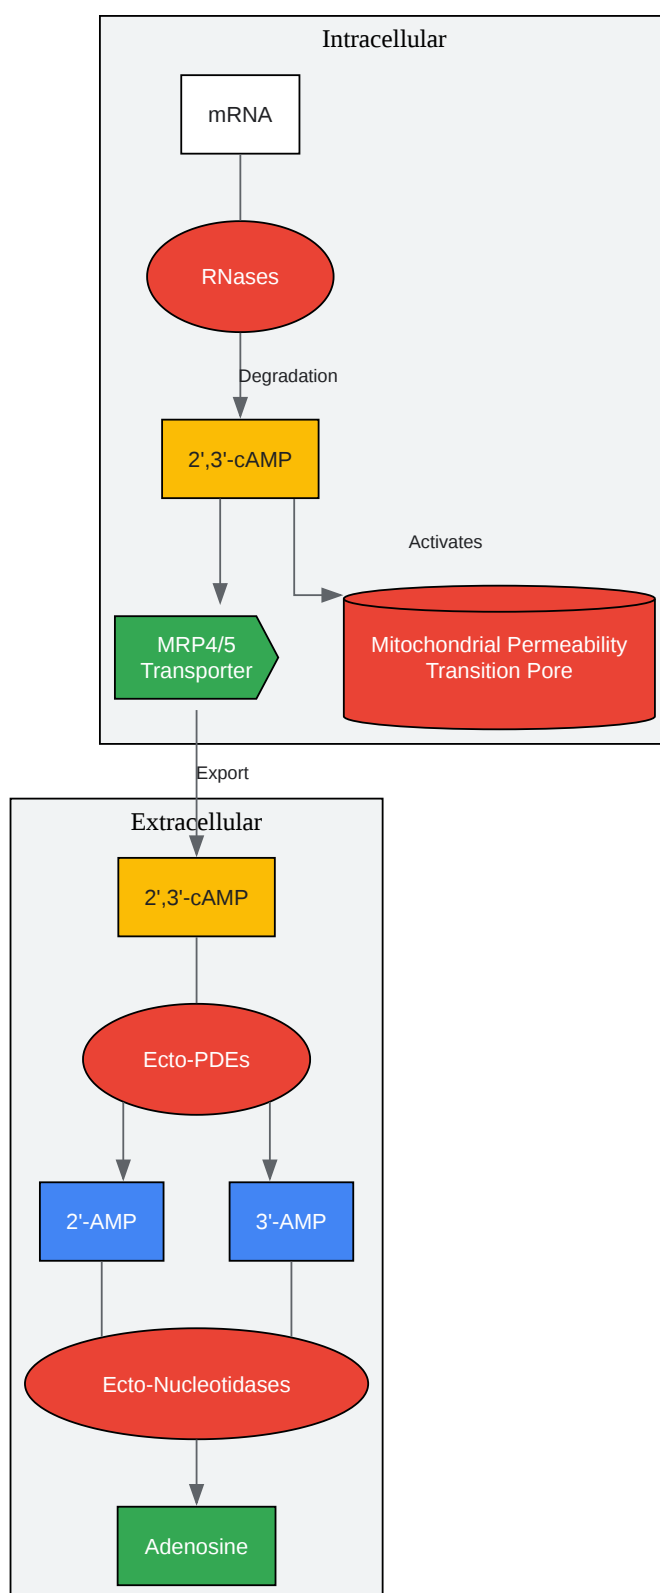 Intracellular
mRNA
RNases
Degradation
2',3'-cAMP
Activates
MRP4/5
Transporter
Mitochondrial Permeability
Transition Pore
Export
Extracellular
2',3'-cAMP
Ecto-PDEs
2'-AMP
3'-AMP
Ecto-Nucleotidases
Adenosine